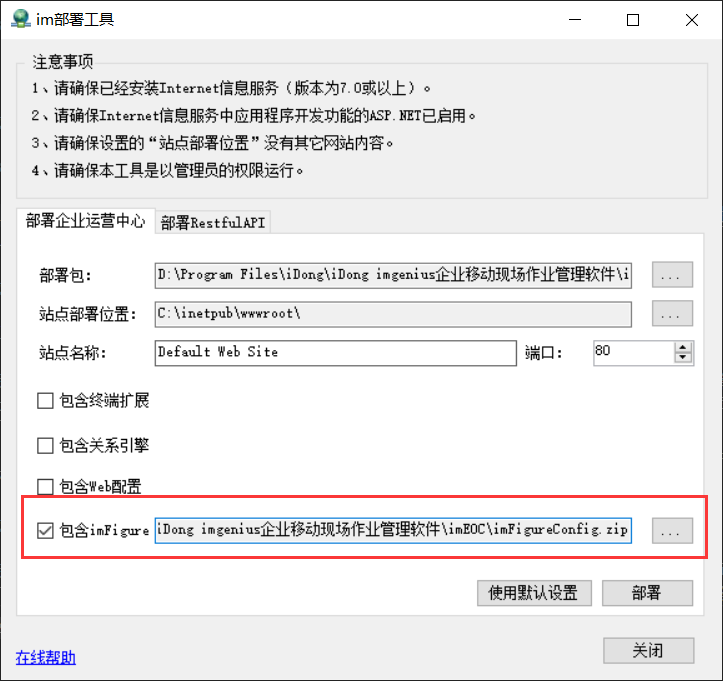 im部署工具
注意事项
1、请确保已经安装Internet信息服务（版本为7.0或以上）。
2、请确保Internet信息服务中应用程序开发功能的ASP.NET已启用。
3、请确保设置的“站点部署位置”没有其它网站内容。
4、请确保本工具是以管理员的权限运行。
部署企业运营中心 部署RestfulAPI
部署包： D:\Program Files\iDong\iDong imgenius企业移动现场作业管理软件\i ...
站点部署位置： C:\inetpub\wwwroot\ ...
站点名称： Default Web Site 端口： 80
包含终端扩展
包含关系引擎
包含Web配置
包含imFigure iDong imgenius企业移动现场作业管理软件\imEOC\imFigureConfig.zip ...
使用默认设置 部署
在线帮助 关闭